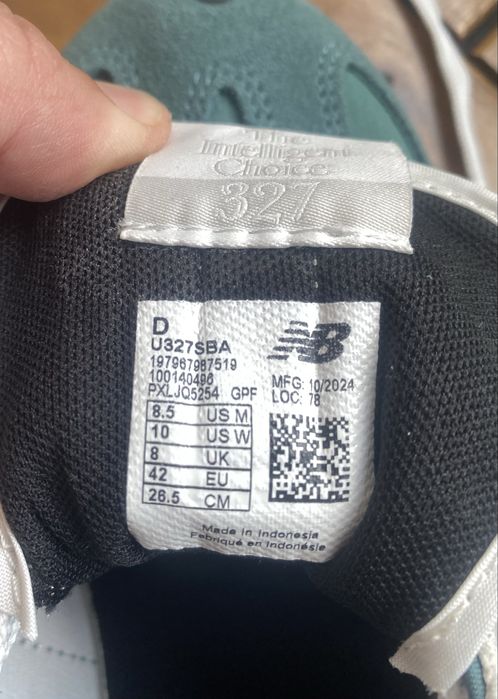 The
Intelligent
Choice
327
D
U327SBA
197967987519
100140496
PXLJQ5254 GPF
NB
MFG: 10/2024
LOC: 78
8.5 US M
10 US W
8 UK
42 EU
26.5 CM
Made in Indonesia
Fabriqué en Indonésie